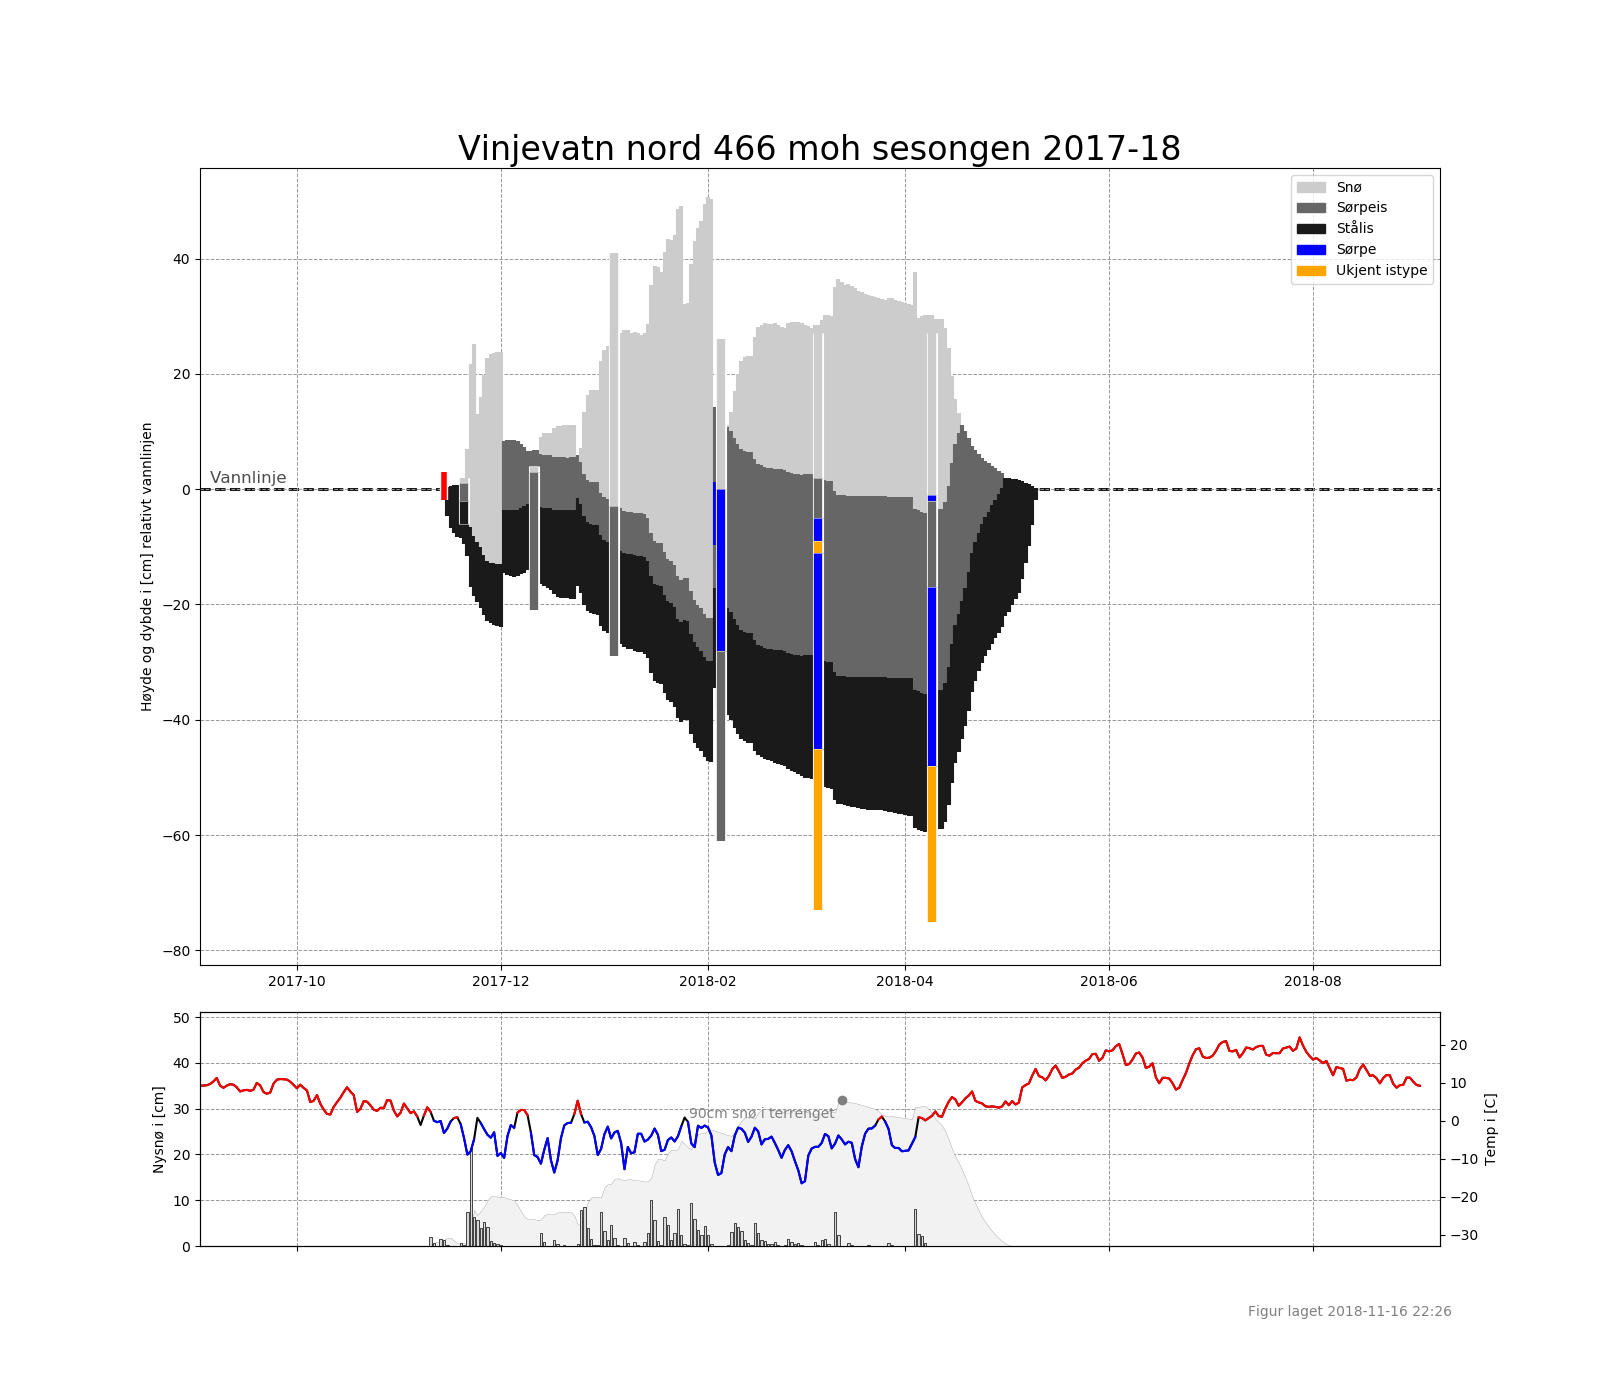 Vinjevatn nord 466 moh sesongen 2017-18
Snø
Sørpeis
Stålis
Sørpe
Ukjent istype
Høyde og dybde i [cm] relativt vannlinjen
40
20
0
−20
−40
−60
−80
Vannlinje
2017-10 2017-12 2018-02 2018-04 2018-06 2018-08
Nysnø i [cm]
50
40
30
20
10
0
90cm snø i terrenget
20
10
0
−10
−20
−30
Temp i [C]
Figur laget 2018-11-16 22:26